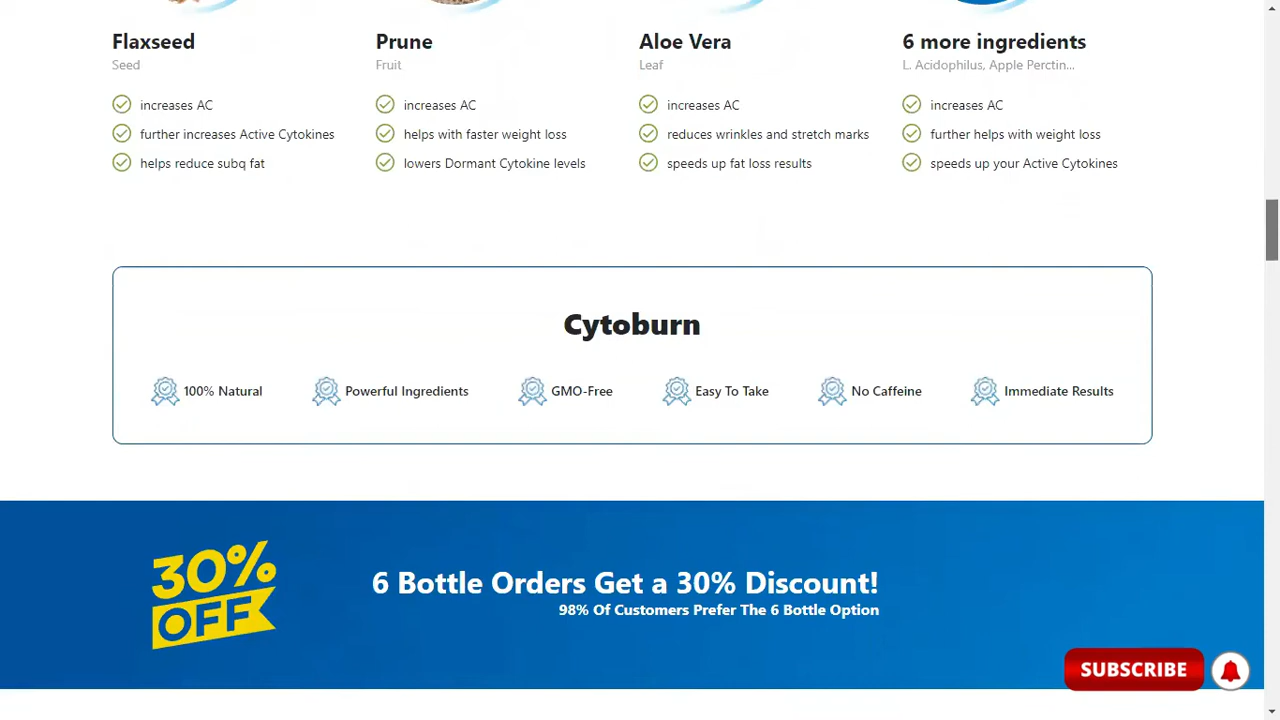 Flaxseed
Seed
increases AC
further increases Active Cytokines
helps reduce subq fat
Prune
Fruit
increases AC
helps with faster weight loss
lowers Dormant Cytokine levels
Aloe Vera
Leaf
increases AC
reduces wrinkles and stretch marks
speeds up fat loss results
6 more ingredients
L. Acidophilus, Apple Perctin...
increases AC
further helps with weight loss
speeds up your Active Cytokines
Cytoburn
100% Natural
Powerful Ingredients
GMO-Free
Easy To Take
No Caffeine
Immediate Results
30%
OFF
6 Bottle Orders Get a 30% Discount!
98% Of Customers Prefer The 6 Bottle Option
SUBSCRIBE